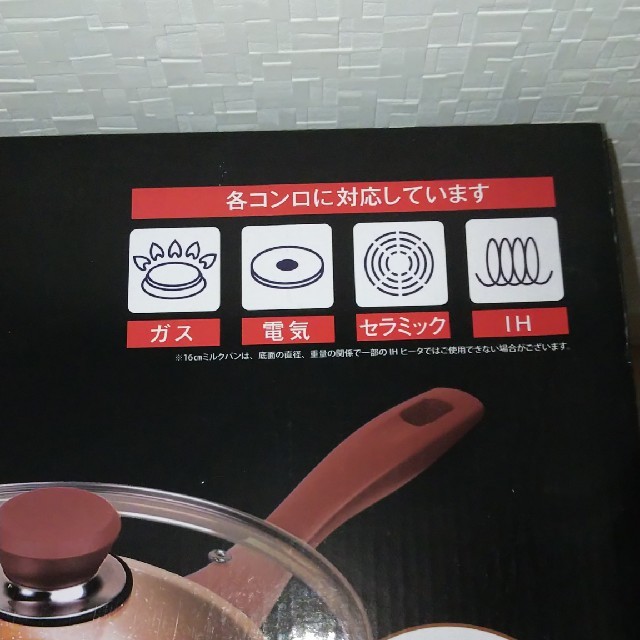 各コンロに対応しています
ガス
電気
セラミック
IH
※16cmミルクパンは、底面の直径、重量の関係で一部のIHヒータではご使用できない場合がございます。